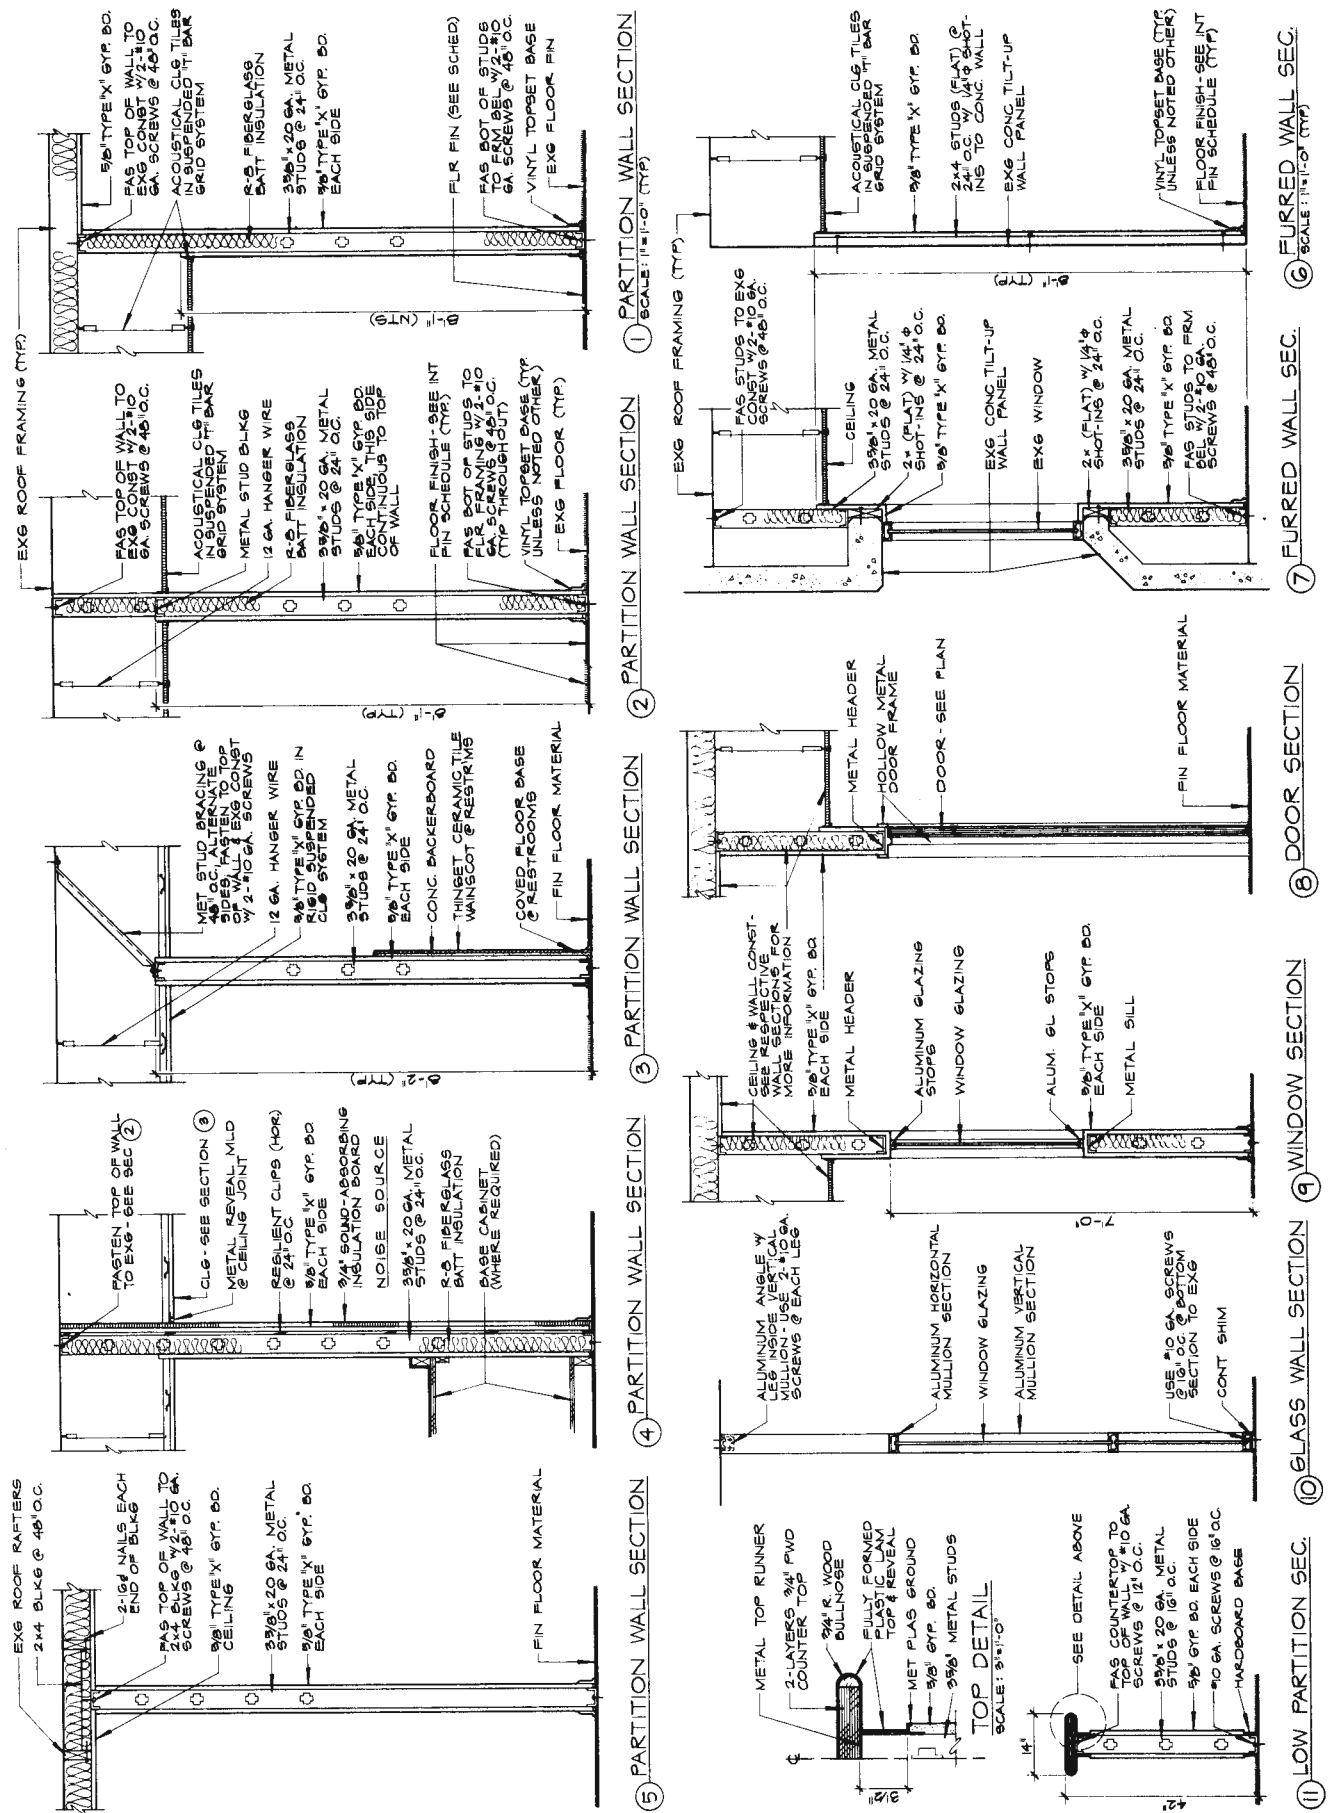 EXG ROOF RAFTERS
2X4 BLKG @ 48" O.C.
2-16d NAILS EACH
END OF BLKG
FAS TOP OF WALL TO
2X4 BLKG W/2-#10 GA.
SCREWS @ 48" O.C.
5/8" TYPE "X" GYP. BD.
CEILING
3 5/8" x 20 GA. METAL
STUDS @ 24" O.C.
5/8" TYPE "X" GYP. BD.
EACH SIDE
FIN FLOOR MATERIAL
5 PARTITION WALL SECTION
FASTEN TOP OF WALL
TO EXG - SEE SEC 2
CLG - SEE SECTION 3
METAL REVEAL MLD
@ CEILING JOINT
RESILIENT CLIPS (HOR.)
@ 24" O.C.
5/8" TYPE "X" GYP. BD.
EACH SIDE
3/4" SOUND-ABSORBING
INSULATION BOARD
NOISE SOURCE
3 5/8" x 20 GA. METAL
STUDS @ 24" O.C.
R-8 FIBERGLASS
BATT INSULATION
BASE CABINET
(WHERE REQUIRED)
4 PARTITION WALL SECTION
MET STUD BRACING @
48" O.C., ALTERNATE
SIDES, FASTEN TO TOP
OF WALL & EXG CONST
W/ 2-#10 GA. SCREWS
12 GA. HANGER WIRE
5/8" TYPE "X" GYP. BD. IN
RIGID SUSPENDED
CLG SYSTEM
3 5/8" x 20 GA. METAL
STUDS @ 24" O.C.
5/8" TYPE "X" GYP. BD.
EACH SIDE
CONC. BACKERBOARD
THINSET CERAMIC TILE
WAINSCOT @ RESTR'MS
COVED FLOOR BASE
@ RESTROOMS
FIN FLOOR MATERIAL
8'-2" (TYP)
3 PARTITION WALL SECTION
EXG ROOF FRAMING (TYP.)
FAS TOP OF WALL TO
EXG CONST W/2-#10
GA. SCREWS @ 48" O.C.
ACOUSTICAL CLG TILES
IN SUSPENDED "T" BAR
GRID SYSTEM
METAL STUD BLKG
12 GA. HANGER WIRE
R-8 FIBERGLASS
BATT INSULATION
3 5/8" x 20 GA. METAL
STUDS @ 24" O.C.
5/8" TYPE "X" GYP. BD.
EACH SIDE, THIS SIDE
CONTINUOUS TO TOP
OF WALL
FLOOR FINISH - SEE INT
FIN SCHEDULE (TYP.)
FAS BOT OF STUDS TO
FLR FRAMING W/ 2-#10
GA. SCREWS @ 48" O.C.
(TYP THROUGHOUT)
VINYL TOPSET BASE (TYP
UNLESS NOTED OTHER.)
EXG FLOOR (TYP.)
8'-1" (TYP)
2 PARTITION WALL SECTION
5/8" TYPE "X" GYP. BD.
FAS TOP OF WALL TO
EXG CONST W/2-#10
GA. SCREWS @ 48" O.C.
ACOUSTICAL CLG TILES
IN SUSPENDED "T" BAR
GRID SYSTEM
R-8 FIBERGLASS
BATT INSULATION
3 5/8" x 20 GA. METAL
STUDS @ 24" O.C.
5/8" TYPE "X" GYP. BD.
EACH SIDE
FLR FIN (SEE SCHED)
FAS BOT OF STUDS
TO FRM BEL W/2-#10
GA. SCREWS @ 48" O.C.
VINYL TOPSET BASE
EXG FLOOR FIN
8'-1" (NTS)
1 PARTITION WALL SECTION
SCALE: 1"=1'-0" (TYP)
METAL TOP RUNNER
2-LAYERS 3/4" PWD
COUNTER TOP
3/4" R. WOOD
BULLNOSE
FULLY FORMED
PLASTIC LAM
TOP & REVEAL
MET PLAS GROUND
5/8" GYP. BD.
3 5/8" METAL STUDS
3 1/2"
TOP DETAIL
SCALE: 3"=1'-0"
14"
SEE DETAIL ABOVE
FAS COUNTERTOP TO
TOP OF WALL W/ #10 GA.
SCREWS @ 12" O.C.
3 5/8" x 20 GA. METAL
STUDS @ 16" O.C.
5/8" GYP. BD. EACH SIDE
#10 GA. SCREWS @ 16" O.C.
HARDBOARD BASE
42"
11 LOW PARTITION SEC.
ALUMINUM ANGLE W/
LEG INSIDE VERTICAL
MULLION - USE 2-#10 GA.
SCREWS @ EACH LEG
ALUMINUM HORIZONTAL
MULLION SECTION
WINDOW GLAZING
ALUMINUM VERTICAL
MULLION SECTION
USE #10 GA. SCREWS
@ 16" O.C. @ BOTTOM
SECTION TO EXG
CONT SHIM
10 GLASS WALL SECTION
CEILING & WALL CONST-
SEE RESPECTIVE
WALL SECTIONS FOR
MORE INFORMATION
5/8" TYPE "X" GYP. BD.
EACH SIDE
METAL HEADER
ALUMINUM GLAZING
STOPS
WINDOW GLAZING
ALUM. GL STOPS
5/8" TYPE "X" GYP. BD.
EACH SIDE
METAL SILL
7'-0"
9 WINDOW SECTION
METAL HEADER
HOLLOW METAL
DOOR FRAME
DOOR - SEE PLAN
FIN FLOOR MATERIAL
8 DOOR SECTION
EXG ROOF FRAMING (TYP)
FAS STUDS TO EXG
CONST W/2-#10 GA.
SCREWS @ 48" O.C.
CEILING
3 5/8" x 20 GA. METAL
STUDS @ 24" O.C.
2x (FLAT) W/ 1/4" Φ
SHOT-INS @ 24" O.C.
5/8" TYPE "X" GYP. BD.
EXG CONC TILT-UP
WALL PANEL
EXG WINDOW
2x (FLAT) W/ 1/4" Φ
SHOT-INS @ 24" O.C.
3 5/8" x 20 GA. METAL
STUDS @ 24" O.C.
5/8" TYPE "X" GYP. BD.
FAS STUDS TO FRM.
BEL W/2-#10 GA.
SCREWS @ 48" O.C.
7 FURRED WALL SEC.
ACOUSTICAL CLG TILES
IN SUSPENDED "T" BAR
GRID SYSTEM
5/8" TYPE "X" GYP. BD.
2x4 STUDS (FLAT) @
24" O.C. W/ 1/4" Φ SHOT-
INS TO CONC. WALL
EXG CONC TILT-UP
WALL PANEL
VINYL TOPSET BASE (TYP.
UNLESS NOTED OTHER)
FLOOR FINISH - SEE INT
FIN SCHEDULE (TYP)
8'-1" (TYP)
6 FURRED WALL SEC.
SCALE: 1"=1'-0" (TYP)